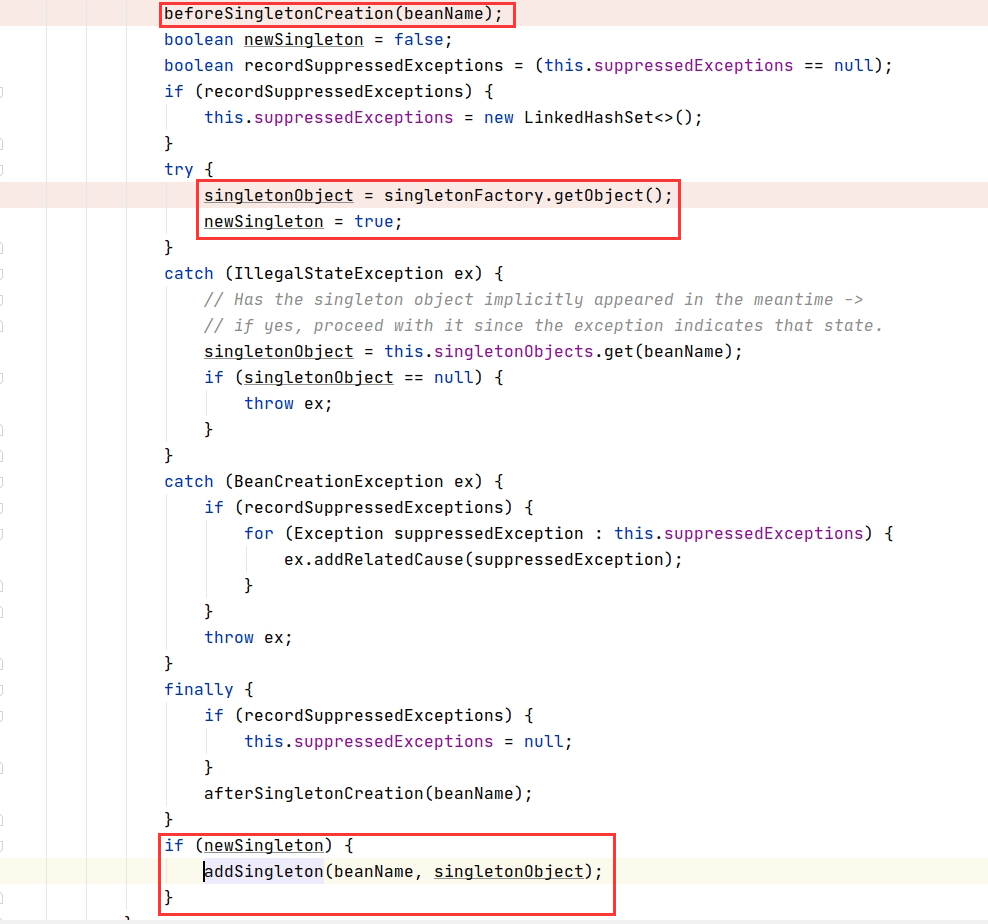 beforeSingletonCreation(beanName);
boolean newSingleton = false;
boolean recordSuppressedExceptions = (this.suppressedExceptions == null);
if (recordSuppressedExceptions) {
this.suppressedExceptions = new LinkedHashSet<>();
}
try {
singletonObject = singletonFactory.getObject();
newSingleton = true;
}
catch (IllegalStateException ex) {
// Has the singleton object implicitly appeared in the meantime ->
// if yes, proceed with it since the exception indicates that state.
singletonObject = this.singletonObjects.get(beanName);
if (singletonObject == null) {
throw ex;
}
}
catch (BeanCreationException ex) {
if (recordSuppressedExceptions) {
for (Exception suppressedException : this.suppressedExceptions) {
ex.addRelatedCause(suppressedException);
}
}
throw ex;
}
finally {
if (recordSuppressedExceptions) {
this.suppressedExceptions = null;
}
afterSingletonCreation(beanName);
}
if (newSingleton) {
addSingleton(beanName, singletonObject);
}